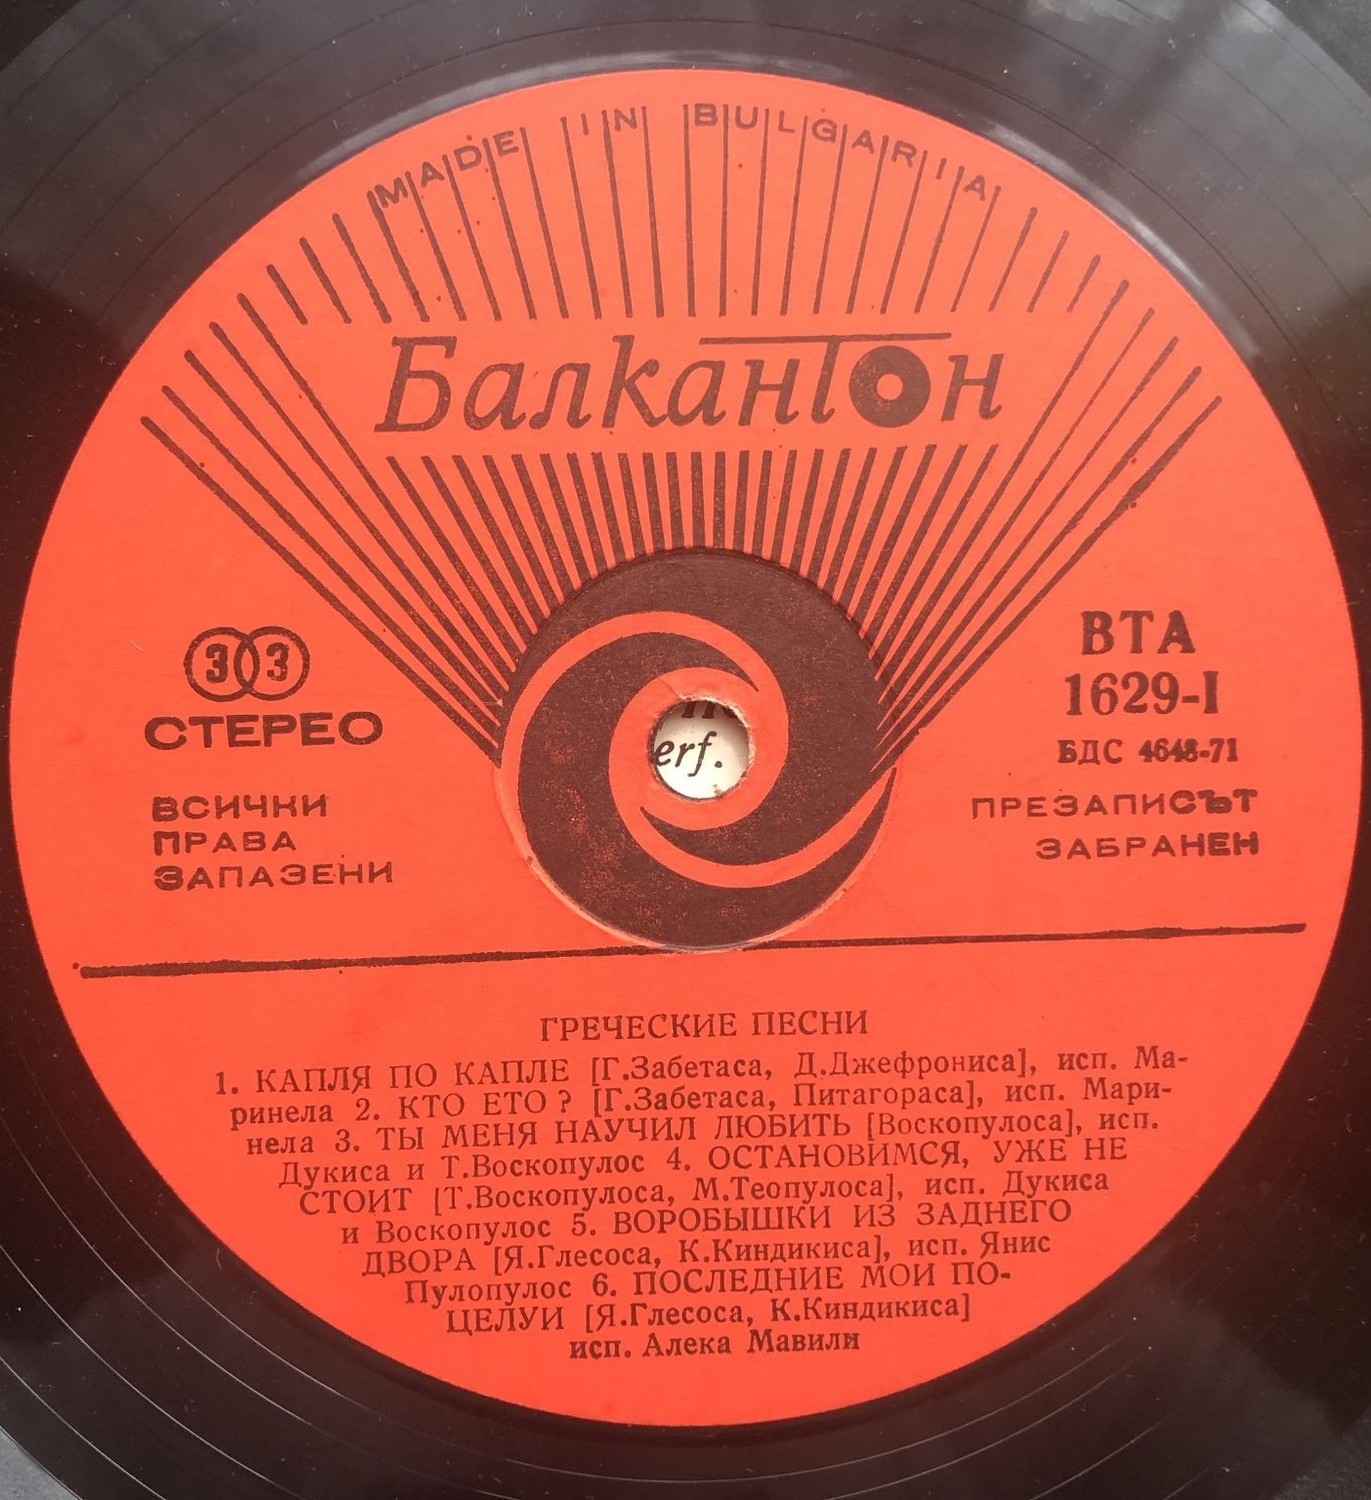 MADE IN BULGARIA
Балкантон
33
СТЕРЕО
ВСИЧКИ
ПРАВА
ЗАПАЗЕНИ
erf.
ВТА
1629-I
БДС 4648-71
ПРЕЗАПИСЪТ
ЗАБРАНЕН
ГРЕЧЕСКИЕ ПЕСНИ
1. КАПЛЯ ПО КАПЛЕ [Г.Забетаса, Д.Джефрониса], исп. Ма-
ринела 2. КТО ЕТО? [Г.Забетаса, Питагораса], исп. Мари-
нела 3. ТЫ МЕНЯ НАУЧИЛ ЛЮБИТЬ [Воскопулоса], исп.
Дукиса и Т.Воскопулос 4. ОСТАНОВИМСЯ, УЖЕ НЕ
СТОИТ [Т.Воскопулоса, М.Теопулоса], исп. Дукиса
и Воскопулос 5. ВОРОБЫШКИ ИЗ ЗАДНЕГО
ДВОРА [Я.Глесоса, К.Киндикиса], исп. Янис
Пулопулос 6. ПОСЛЕДНИЕ МОИ ПО-
ЦЕЛУИ [Я.Глесоса, К.Киндикиса]
исп. Алека Мавили